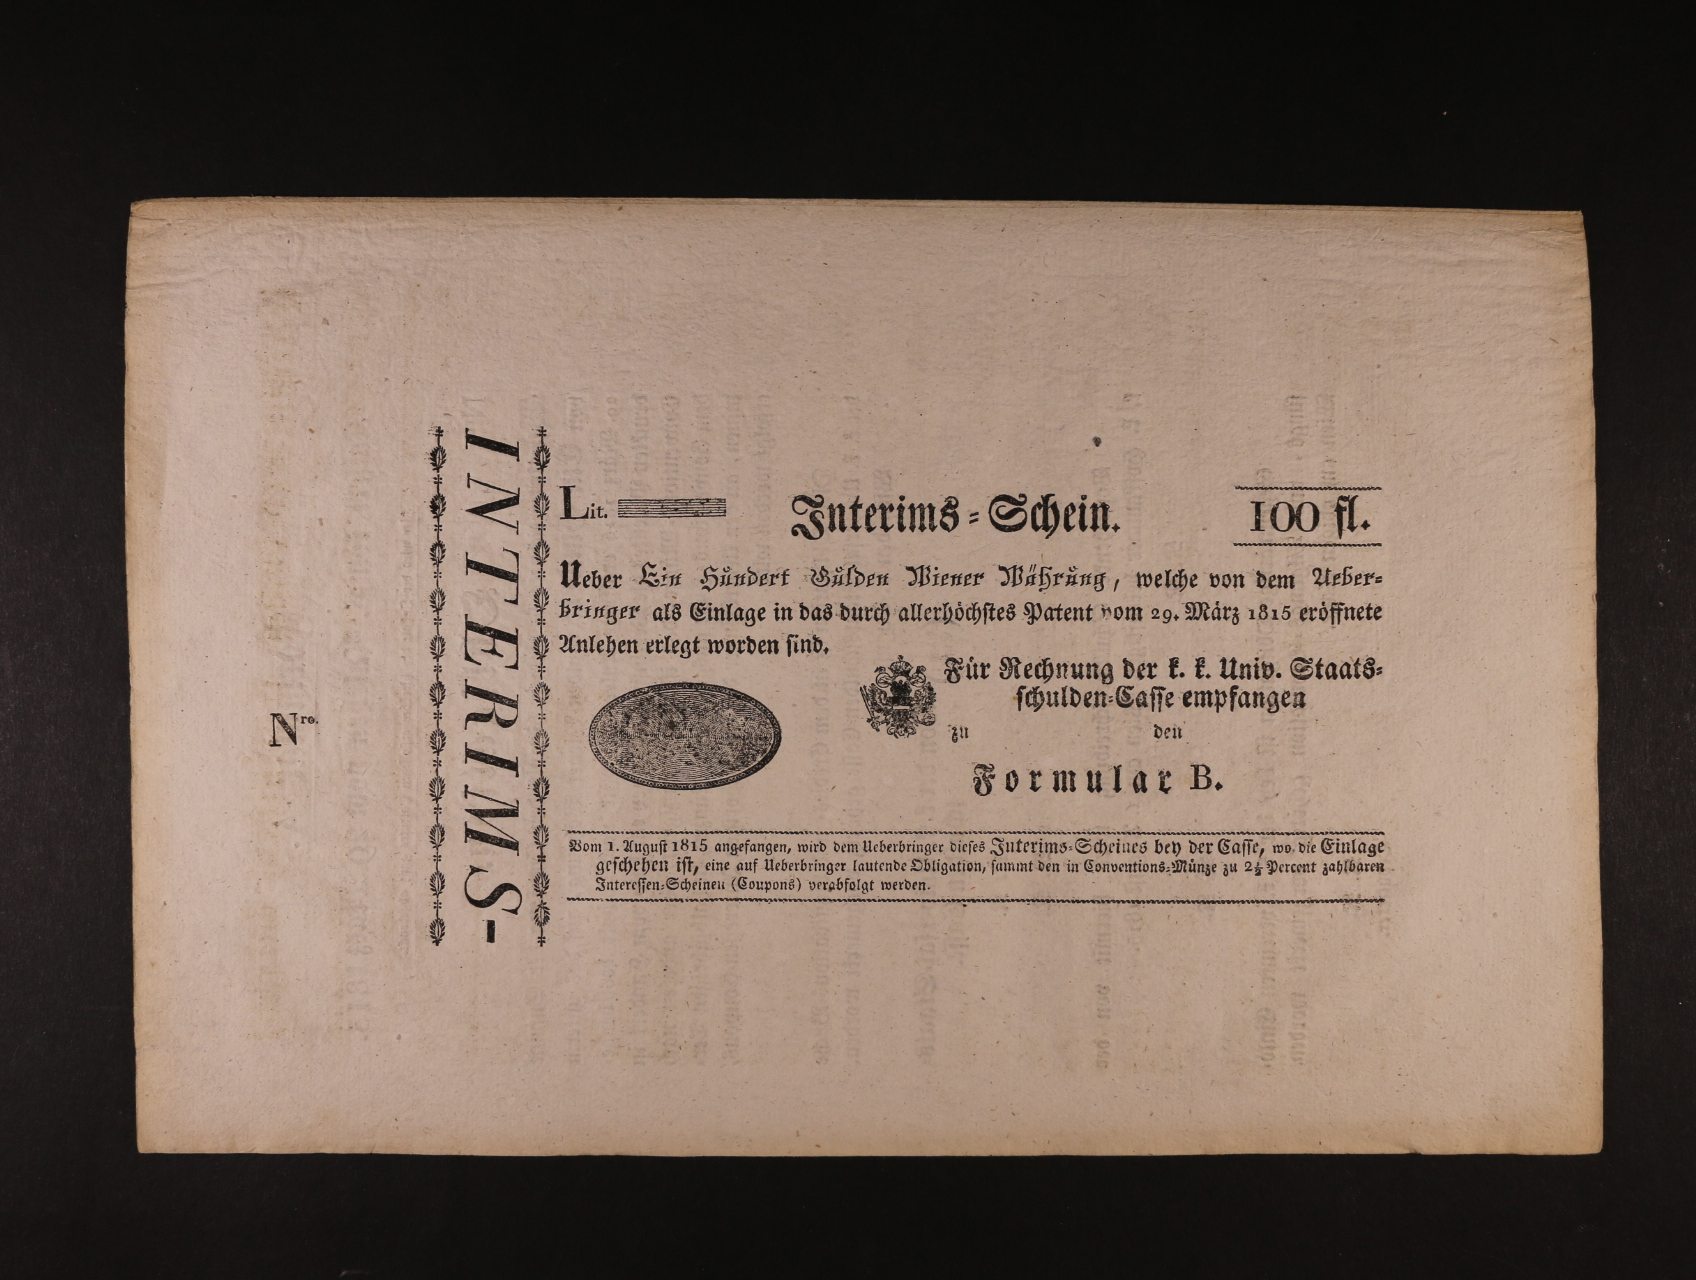 INTERIMS-
Nro.
Lit.
Interims-Schein.
100 fl.
Ueber Ein Hundert Gulden Wiener Währung, welche von dem Ueber-
bringer als Einlage in das durch allerhöchstes Patent vom 29. März 1815 eröffnete
Anlehen erlegt worden sind.
Für Rechnung der k. k. Univ. Staats-
schulden-Casse empfangen
zu den
Formular B.
Vom 1. August 1815 angefangen, wird dem Ueberbringer dieses Interims-Scheines bey der Casse, wo die Einlage
geschehen ist, eine auf Ueberbringer lautende Obligation, sammt den in Conventions-Münze zu 2½ Percent zahlbaren
Interessen-Scheinen (Coupons) verabfolgt werden.